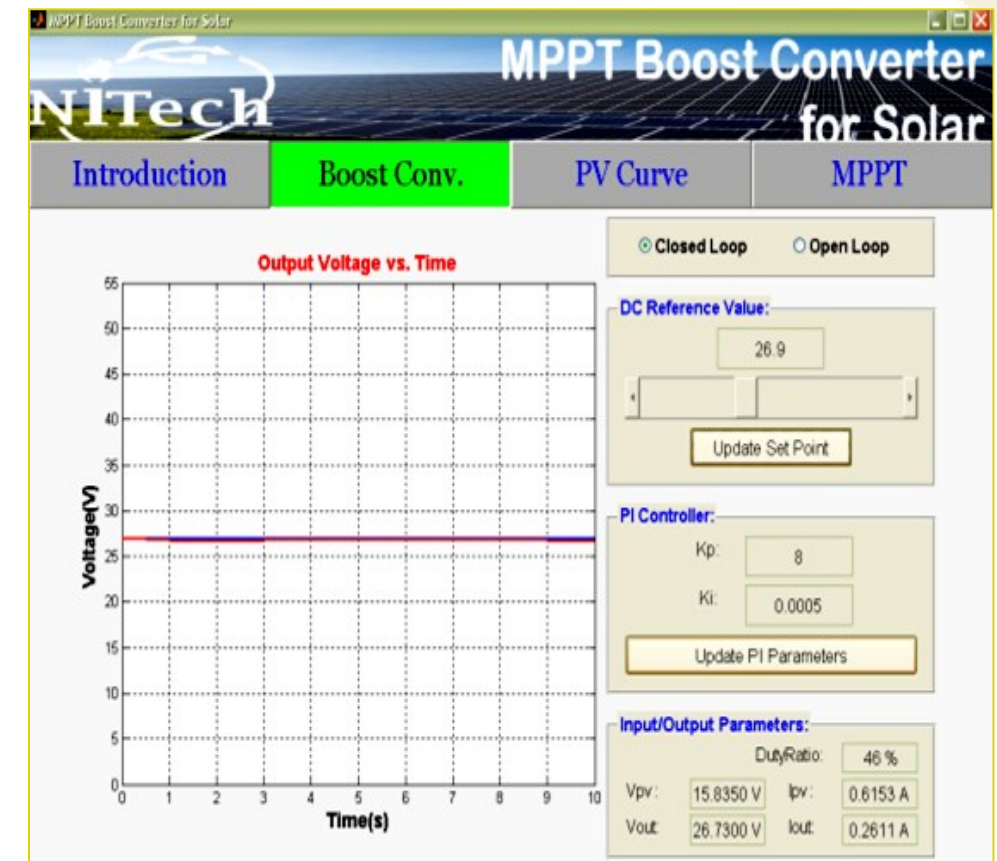 MPPT Boost Converter for Solar
NiTech
MPPT Boost Converter
for Solar
Introduction
Boost Conv.
PV Curve
MPPT
Output Voltage vs. Time
55
50
45
40
35
30
25
20
15
10
5
0
Voltage(V)
0 1 2 3 4 5 6 7 8 9 10
Time(s)
Closed Loop
Open Loop
DC Reference Value:
26.9
Update Set Point
PI Controller:
Kp: 8
Ki: 0.0005
Update PI Parameters
Input/Output Parameters:
DutyRatio: 46 %
Vpv: 15.8350 V Ipv: 0.6153 A
Vout: 26.7300 V Iout: 0.2611 A